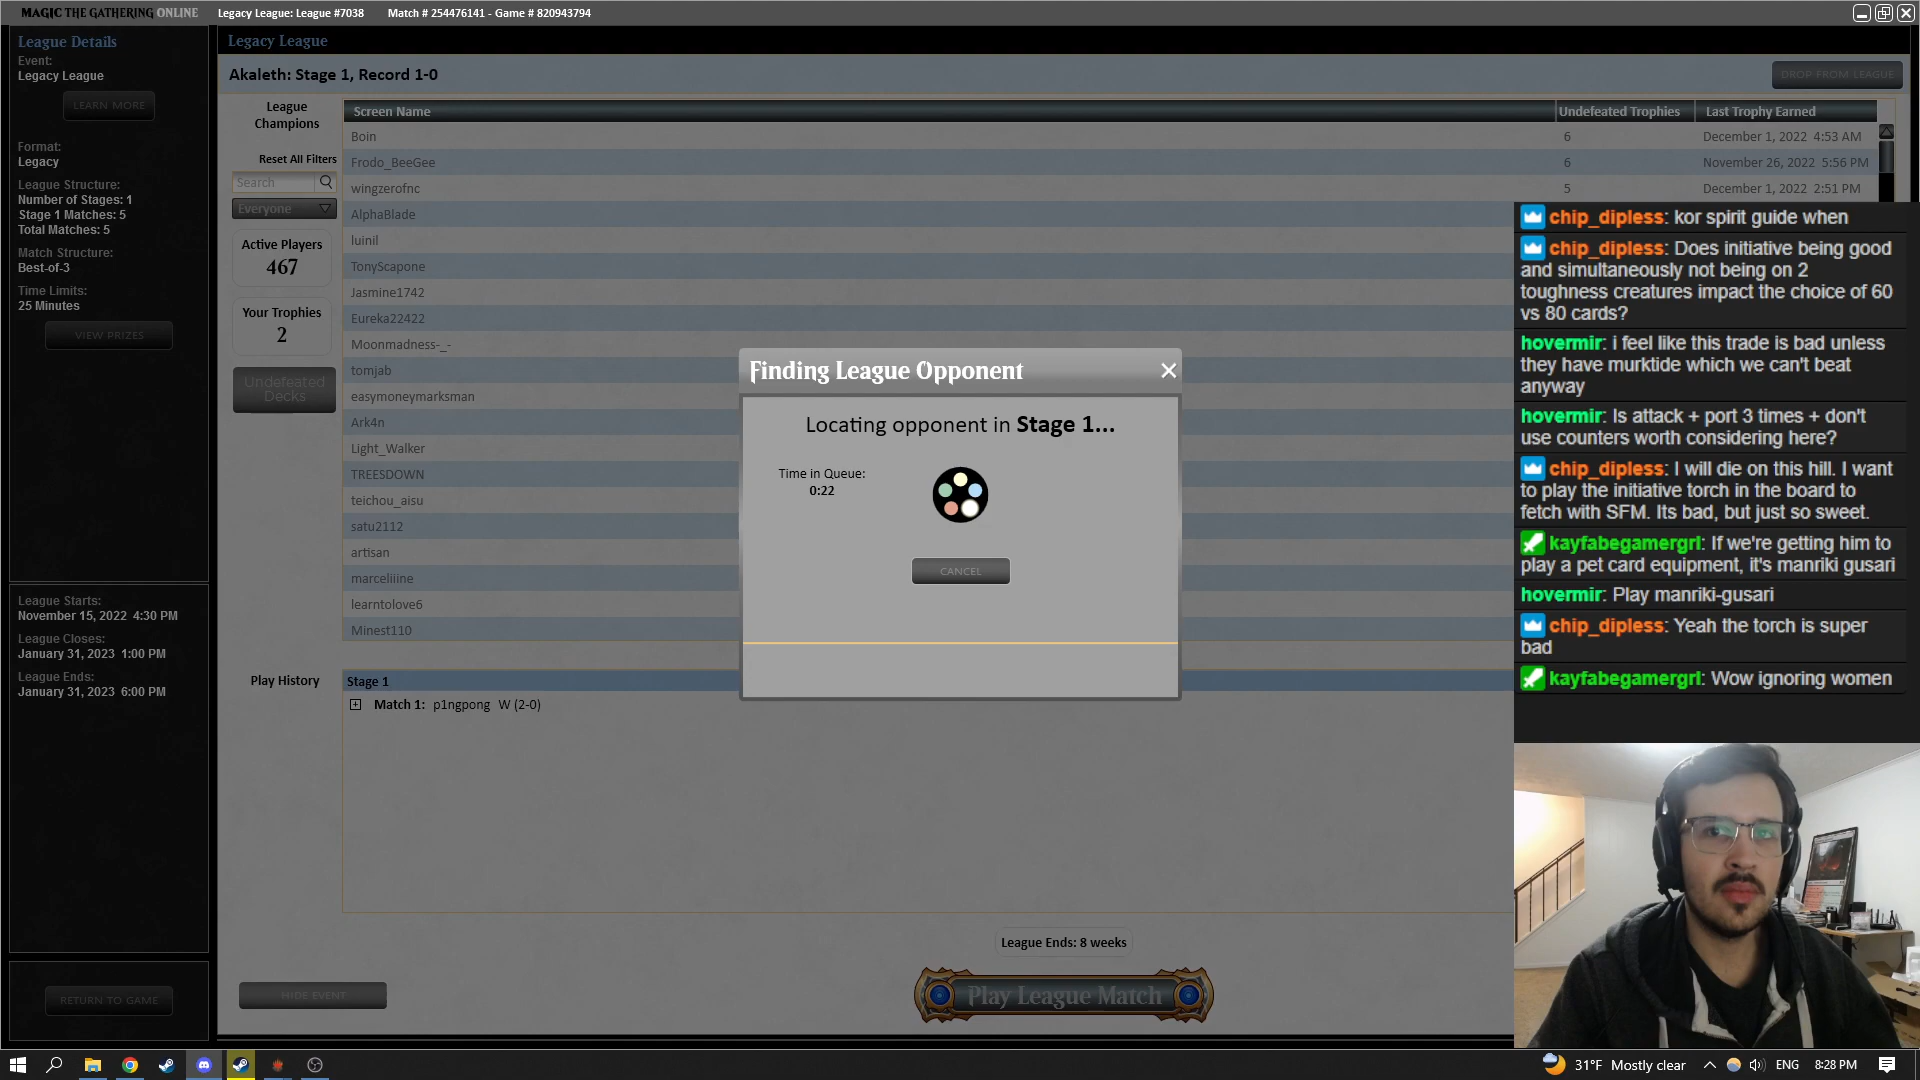 MAGIC THE GATHERING ONLINE
Legacy League: League #7038
Match # 254476141 - Game # 820943794
League Details
Event:
Legacy League
LEARN MORE
Format:
Legacy
League Structure:
Number of Stages: 1
Stage 1 Matches: 5
Total Matches: 5
Match Structure:
Best-of-3
Time Limits:
25 Minutes
VIEW PRIZES
League Starts:
November 15, 2022 4:30 PM
League Closes:
January 31, 2023 1:00 PM
League Ends:
January 31, 2023 6:00 PM
RETURN TO GAME
Legacy League
Akaleth: Stage 1, Record 1-0
DROP FROM LEAGUE
League
Champions
Reset All Filters
Search
Everyone
Active Players
467
Your Trophies
2
Undefeated
Decks
Screen Name
Undefeated Trophies
Last Trophy Earned
Boin
6
December 1, 2022 4:53 AM
Frodo_BeeGee
6
November 26, 2022 5:56 PM
wingzerofnc
5
December 1, 2022 2:51 PM
AlphaBlade
luinil
TonyScapone
Jasmine1742
Eureka22422
Moonmadness-_-
tomjab
easymoneymarksman
Ark4n
Light_Walker
TREESDOWN
teichou_aisu
satu2112
artisan
marceliiine
learntolove6
Minest110
Finding League Opponent
Locating opponent in Stage 1...
Time in Queue:
0:22
CANCEL
Play History
Stage 1
Match 1: p1ngpong W (2-0)
League Ends: 8 weeks
HIDE EVENT
Play League Match
chip_dipless: kor spirit guide when
chip_dipless: Does initiative being good
and simultaneously not being on 2
toughness creatures impact the choice of 60
vs 80 cards?
hovermir: i feel like this trade is bad unless
they have murktide which we can't beat
anyway
hovermir: Is attack + port 3 times + don't
use counters worth considering here?
chip_dipless: I will die on this hill. I want
to play the initiative torch in the board to
fetch with SFM. Its bad, but just so sweet.
kayfabegamergrl: If we're getting him to
play a pet card equipment, it's manriki gusari
hovermir: Play manriki-gusari
chip_dipless: Yeah the torch is super
bad
kayfabegamergrl: Wow ignoring women
31°F Mostly clear
ENG
8:28 PM